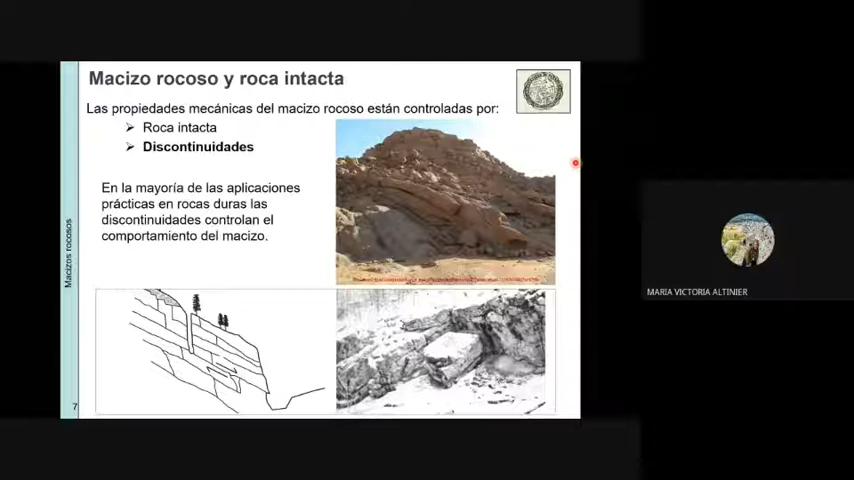 Macizo rocoso y roca intacta
Las propiedades mecánicas del macizo rocoso están controladas por:
➢ Roca intacta
➢ Discontinuidades
En la mayoría de las aplicaciones
prácticas en rocas duras las
discontinuidades controlan el
comportamiento del macizo.
Macizos rocosos
7
MARIA VICTORIA ALTINIER